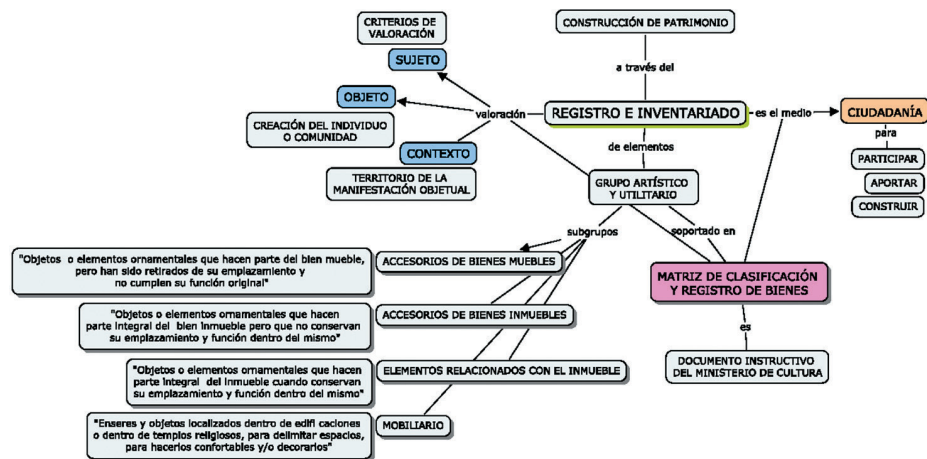 CONSTRUCCIÓN DE PATRIMONIO
a través del
REGISTRO E INVENTARIADO
es el medio
CIUDADANÍA
para
PARTICIPAR
APORTAR
CONSTRUIR
valoración
CRITERIOS DE
VALORACIÓN
SUJETO
OBJETO
CREACIÓN DEL INDIVIDUO
O COMUNIDAD
CONTEXTO
TERRITORIO DE LA
MANIFESTACIÓN OBJETUAL
de elementos
GRUPO ARTÍSTICO
Y UTILITARIO
subgrupos
soportado en
MATRIZ DE CLASIFICACIÓN
Y REGISTRO DE BIENES
es
DOCUMENTO INSTRUCTIVO
DEL MINISTERIO DE CULTURA
ACCESORIOS DE BIENES MUEBLES
"Objetos o elementos ornamentales que hacen parte del bien mueble,
pero han sido retirados de su emplazamiento y
no cumplen su función original"
ACCESORIOS DE BIENES INMUEBLES
"Objetos o elementos ornamentales que hacen
parte integral del bien inmueble pero que no conservan
su emplazamiento y función dentro del mismo"
ELEMENTOS RELACIONADOS CON EL INMUEBLE
"Objetos o elementos ornamentales que hacen
parte integral del inmueble cuando conservan
su emplazamiento y función dentro del mismo"
MOBILIARIO
"Enseres y objetos localizados dentro de edifi caciones
o dentro de templos religiosos, para delimitar espacios,
para hacerlos confortables y/o decorarlos"